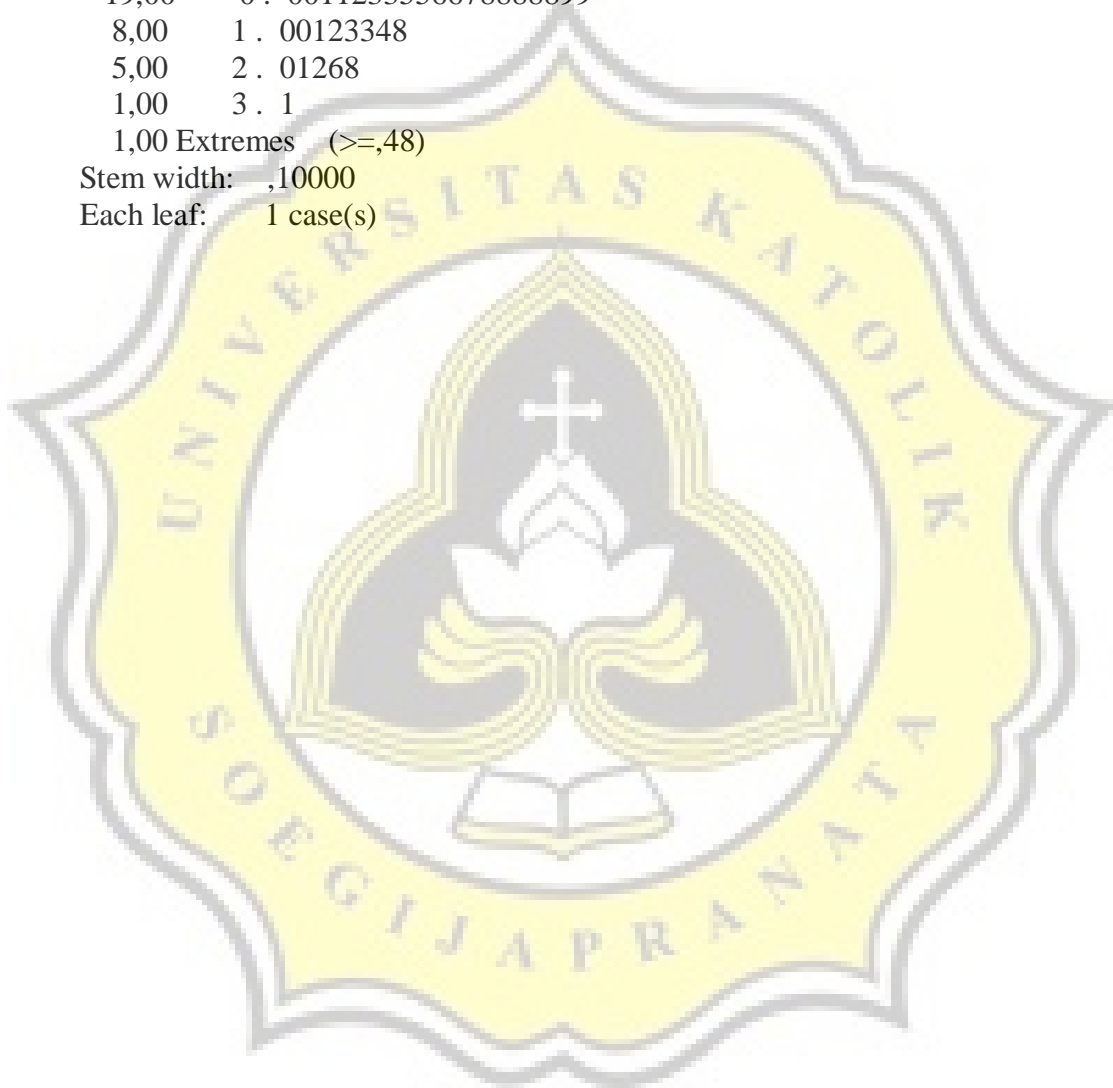 8,00 1 . 00123348
5,00 2 . 01268
1,00 3 . 1
1,00 Extremes (>=,48)
Stem width: ,10000
Each leaf: 1 case(s)
UNIVERSITAS KATOLIK
SOEGIJAPRANATA